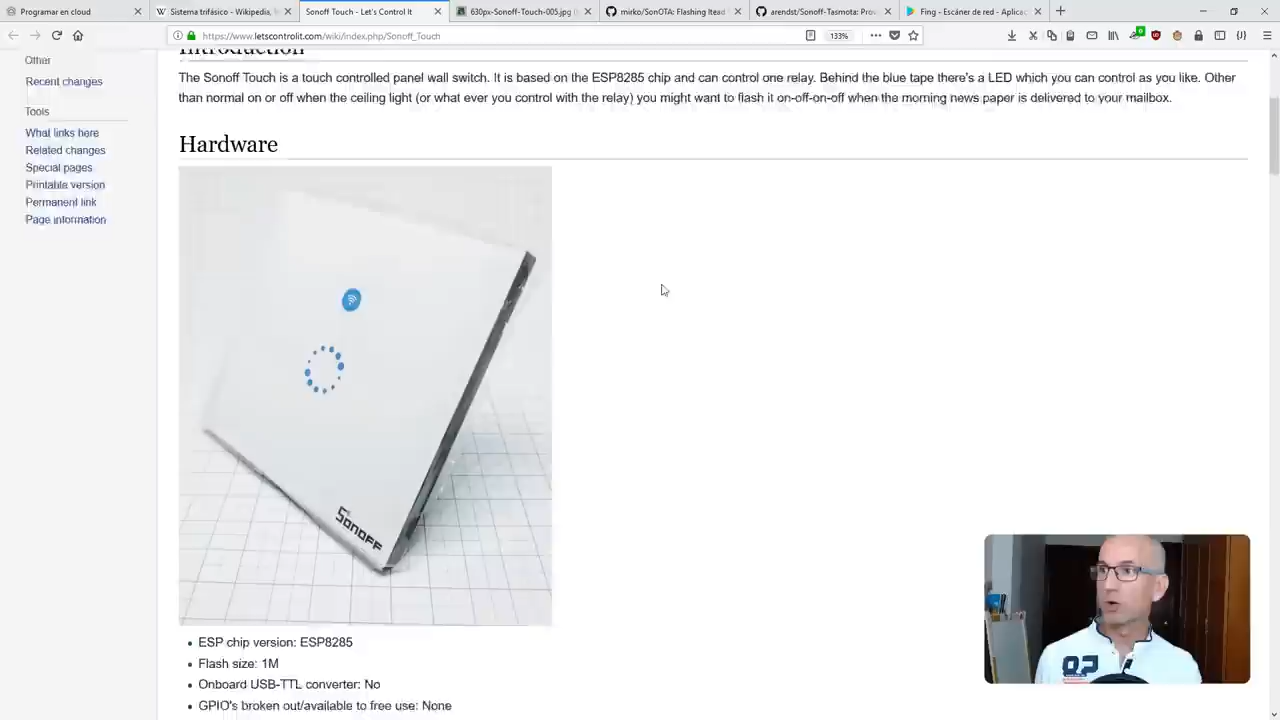 Programar en cloud
Sistema trifásico - Wikipedia,
Sonoff Touch - Let's Control It
630px-Sonoff-Touch-005.jpg
mirko/SonOTA: Flashing Itead
arendst/Sonoff-Tasmota: Pro
Fing - Escáner de red - Aplicac
https://www.letscontrolit.com/wiki/index.php/Sonoff_Touch
133%
Other
Recent changes
Tools
What links here
Related changes
Special pages
Printable version
Permanent link
Page information
Introduction
The Sonoff Touch is a touch controlled panel wall switch. It is based on the ESP8285 chip and can control one relay. Behind the blue tape there's a LED which you can control as you like. Other
than normal on or off when the ceiling light (or what ever you control with the relay) you might want to flash it on-off-on-off when the morning news paper is delivered to your mailbox.
Hardware
SONOFF
ESP chip version: ESP8285
Flash size: 1M
Onboard USB-TTL converter: No
GPIO's broken out/available to free use: None